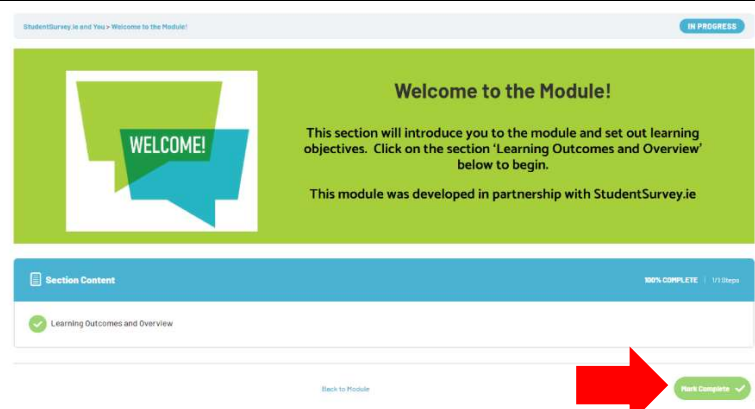 StudentSurvey.ie and You > Welcome to the Module!
IN PROGRESS
WELCOME!
Welcome to the Module!
This section will introduce you to the module and set out learning
objectives. Click on the section ‘Learning Outcomes and Overview’
below to begin.
This module was developed in partnership with StudentSurvey.ie
Section Content
100% COMPLETE | 1/1 Steps
Learning Outcomes and Overview
Back to Module
Mark Complete